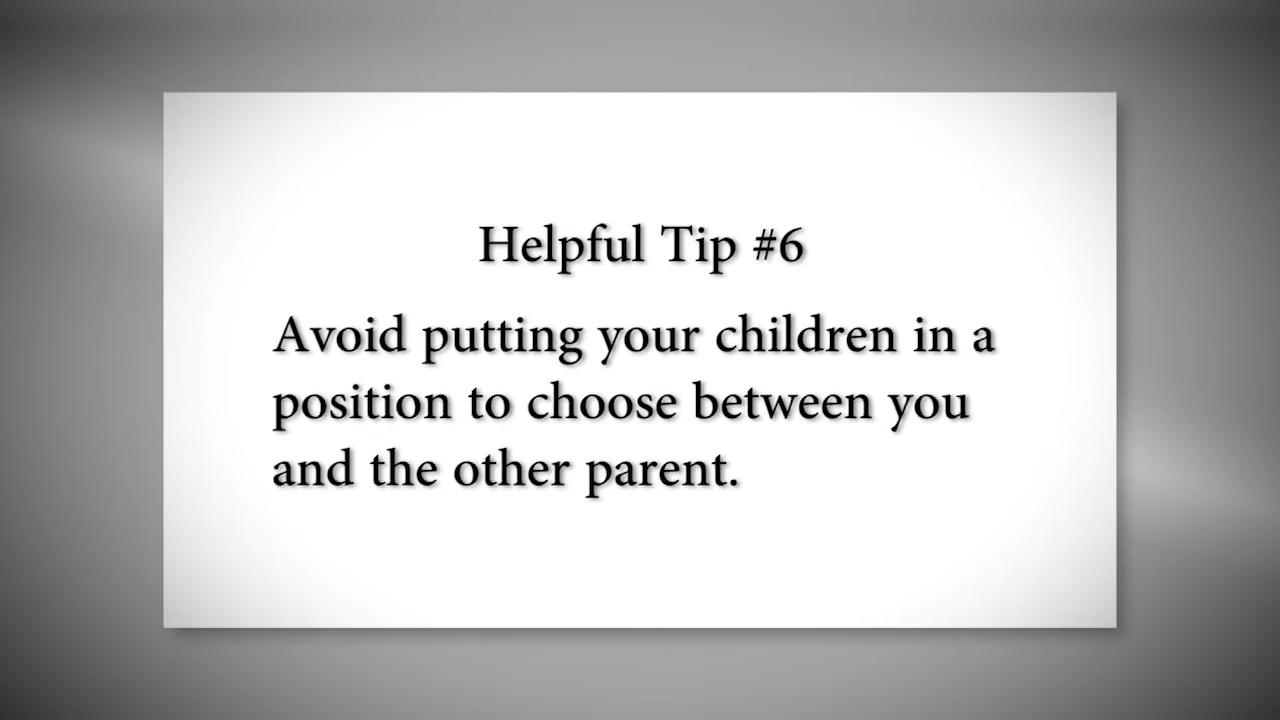 Helpful Tip #6
Avoid putting your children in a
position to choose between you
and the other parent.